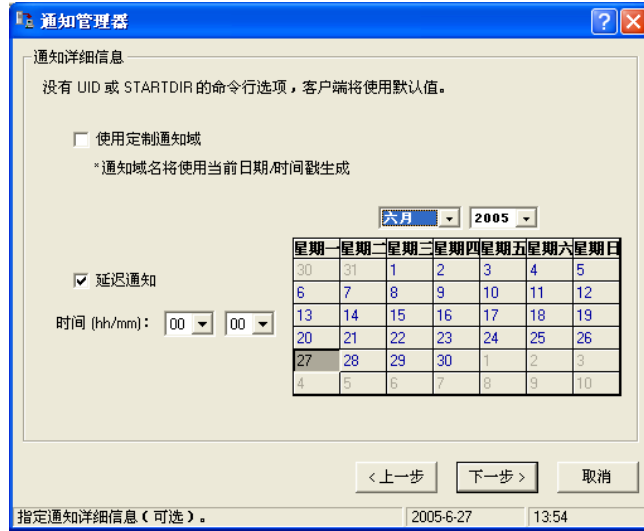 通知管理器
通知详细信息
没有 UID 或 STARTDIR 的命令行选项，客户端将使用默认值。
使用定制通知域
*通知域名将使用当前日期/时间戳生成
六月 2005
星期一 星期二 星期三 星期四 星期五 星期六 星期日
30 31 1 2 3 4 5
延迟通知
6 7 8 9 10 11 12
13 14 15 16 17 18 19
时间 (hh/mm)： 00 00
20 21 22 23 24 25 26
27 28 29 30 1 2 3
4 5 6 7 8 9 10
<上一步 下一步> 取消
指定通知详细信息（可选）。 2005-6-27 13:54